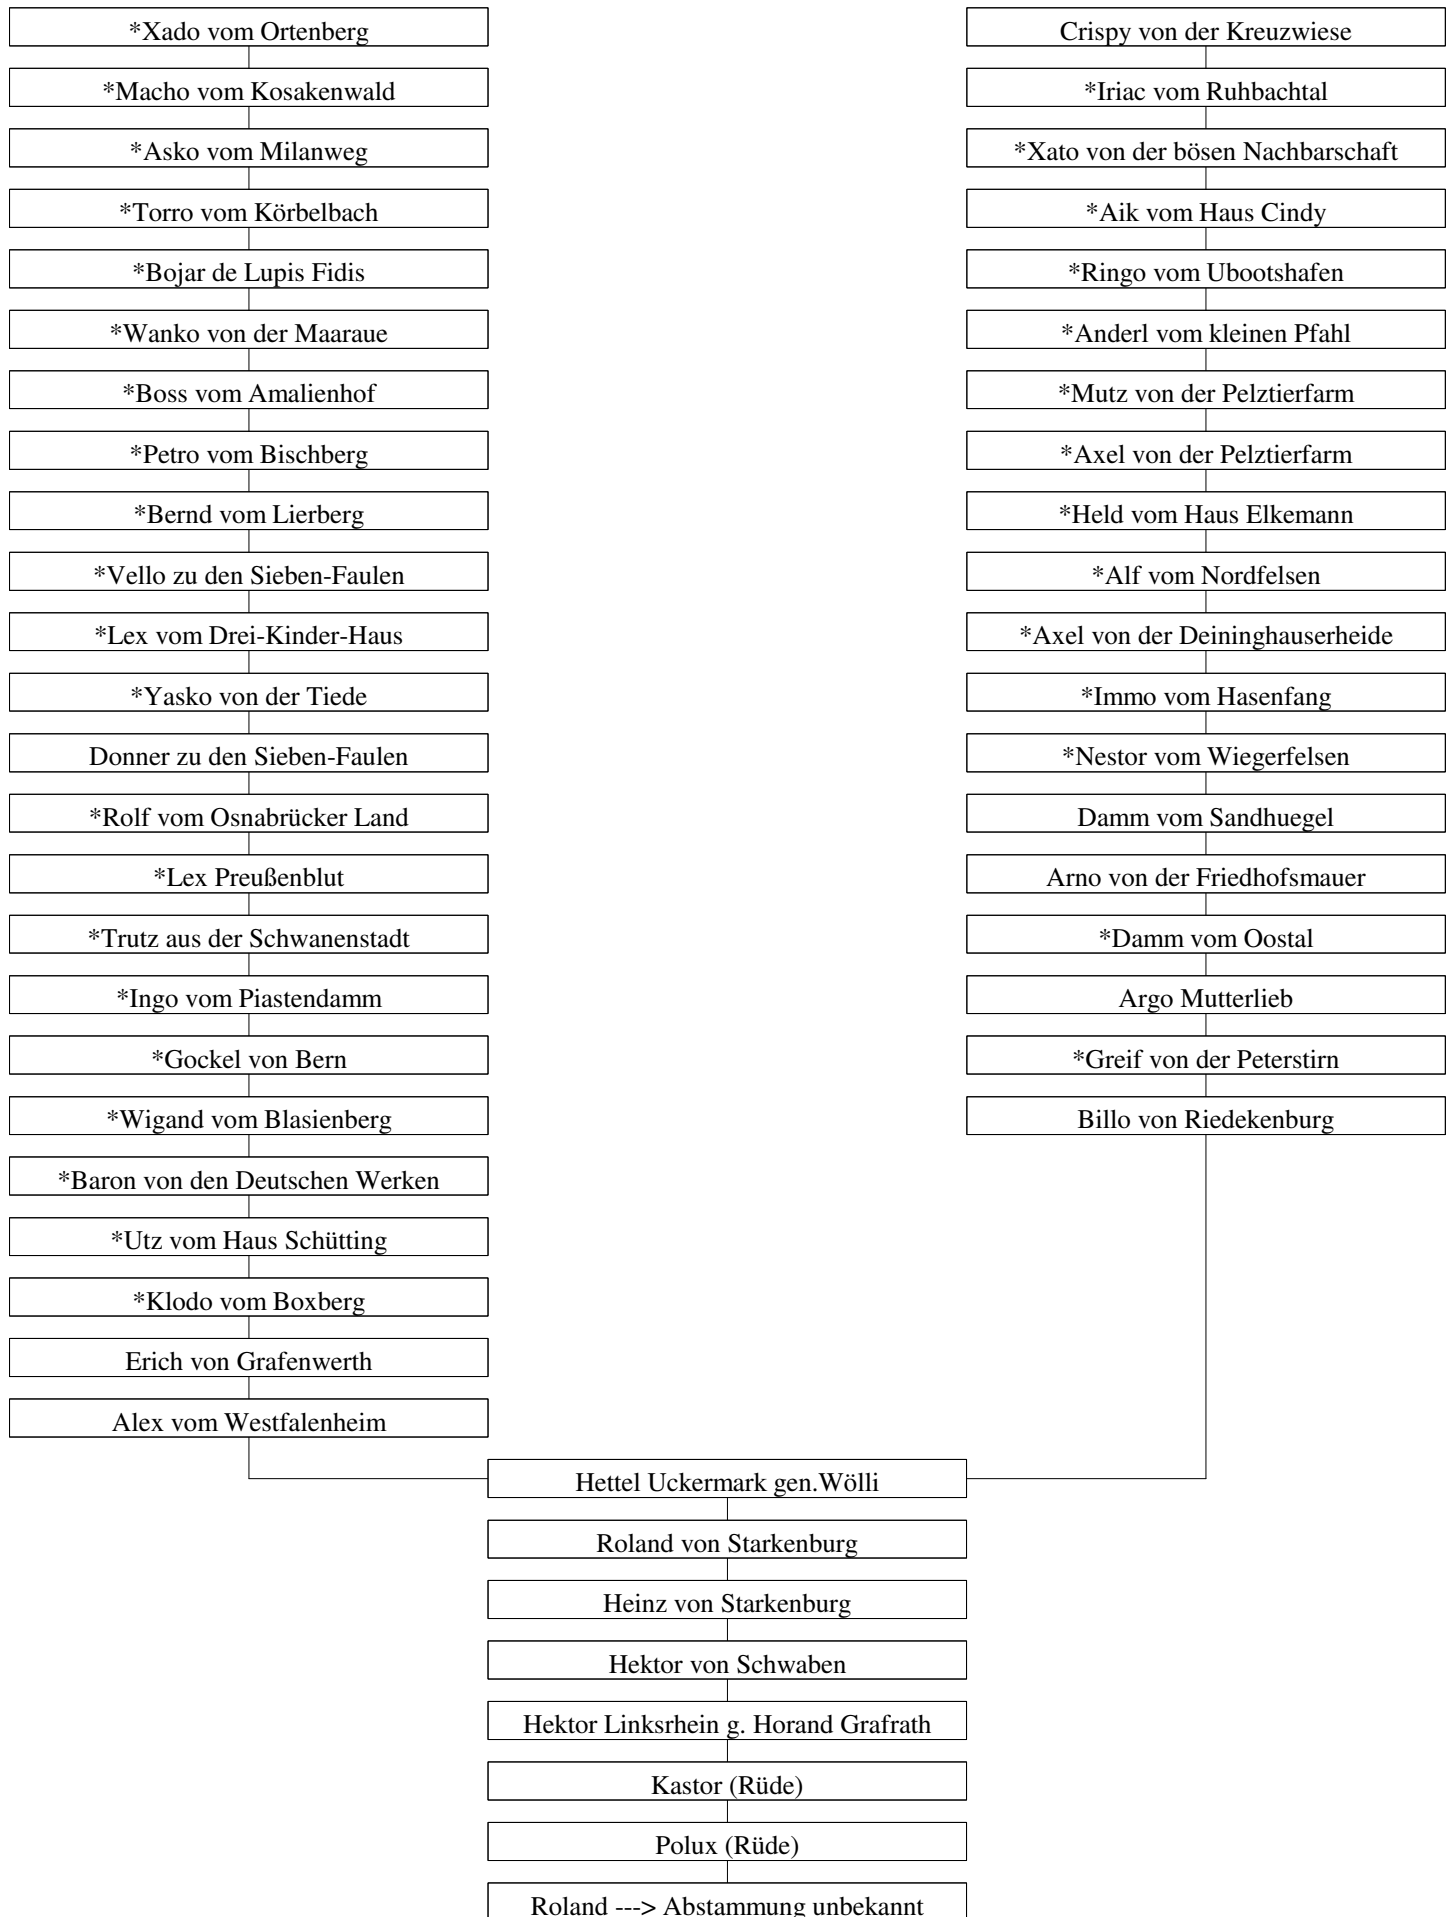 *Xado vom Ortenberg
*Macho vom Kosakenwald
*Asko vom Milanweg
*Torro vom Körbelbach
*Bojar de Lupis Fidis
*Wanko von der Maaraue
*Boss vom Amalienhof
*Petro vom Bischberg
*Bernd vom Lierberg
*Vello zu den Sieben-Faulen
*Lex vom Drei-Kinder-Haus
*Yasko von der Tiede
Donner zu den Sieben-Faulen
*Rolf vom Osnabrücker Land
*Lex Preußenblut
*Trutz aus der Schwanenstadt
*Ingo vom Piastendamm
*Gockel von Bern
*Wigand vom Blasienberg
*Baron von den Deutschen Werken
*Utz vom Haus Schütting
*Klodo vom Boxberg
Erich von Grafenwerth
Alex vom Westfalenheim
Crispy von der Kreuzwiese
*Iriac vom Ruhbachtal
*Xato von der bösen Nachbarschaft
*Aik vom Haus Cindy
*Ringo vom Ubootshafen
*Anderl vom kleinen Pfahl
*Mutz von der Pelztierfarm
*Axel von der Pelztierfarm
*Held vom Haus Elkemann
*Alf vom Nordfelsen
*Axel von der Deininghauserheide
*Immo vom Hasenfang
*Nestor vom Wiegerfelsen
Damm vom Sandhuegel
Arno von der Friedhofsmauer
*Damm vom Oostal
Argo Mutterlieb
*Greif von der Peterstirn
Billo von Riedekenburg
Hettel Uckermark gen.Wölli
Roland von Starkenburg
Heinz von Starkenburg
Hektor von Schwaben
Hektor Linksrhein g. Horand Grafrath
Kastor (Rüde)
Polux (Rüde)
Roland ---> Abstammung unbekannt